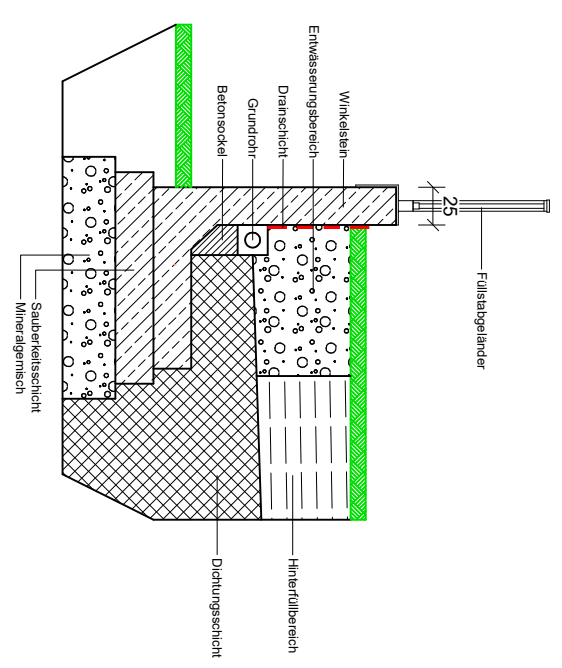 Füllstabgeländer
25
Winkelstein
Entwässerungsbereich
Drainschicht
Grundrohr
Betonsockel
Hinterfüllbereich
Dichtungsschicht
Sauberkeitsschicht
Mineralgemisch